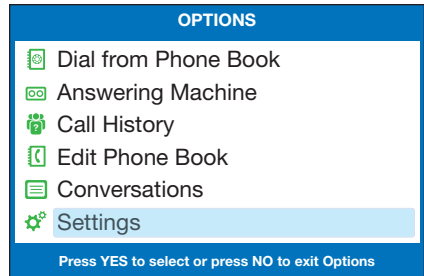 OPTIONS
Dial from Phone Book
Answering Machine
Call History
Edit Phone Book
Conversations
Settings
Press YES to select or press NO to exit Options